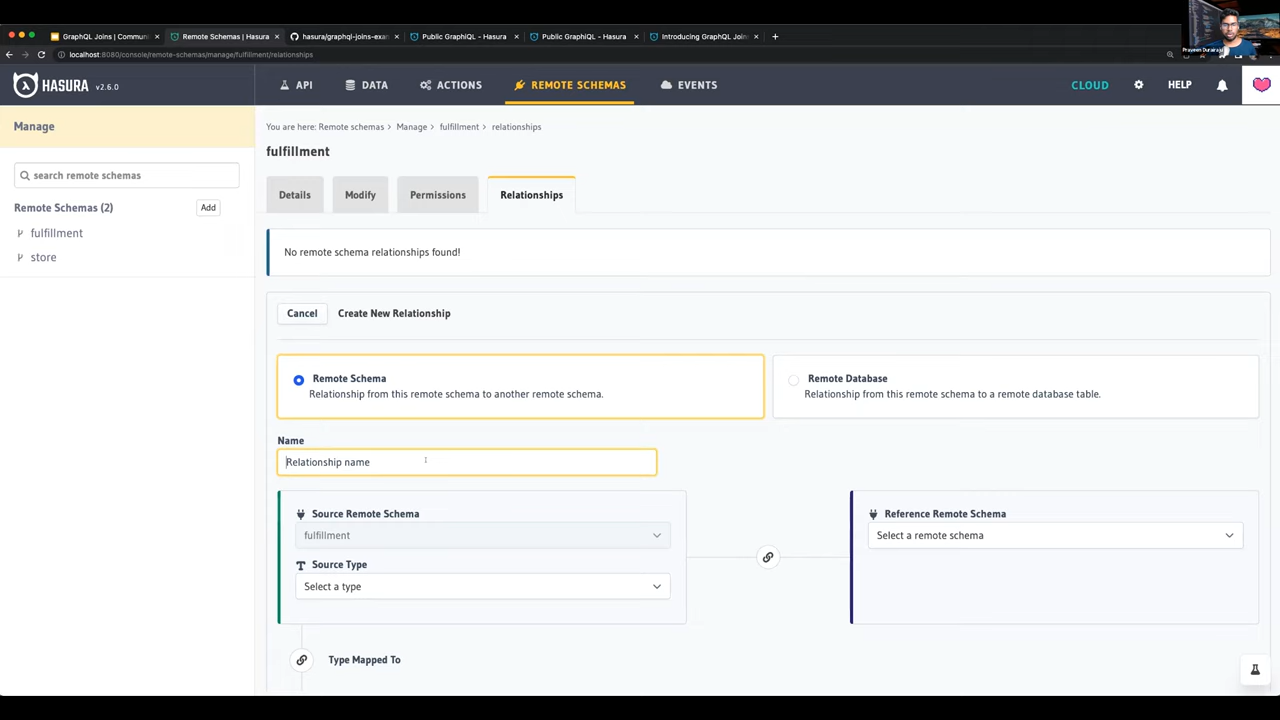 GraphQL Joins | Commun
Remote Schemas | Hasura
hasura/graphql-joins-exam
Public GraphiQL - Hasura
Public GraphiQL - Hasura
Introducing GraphQL Joins
localhost:8080/console/remote-schemas/manage/fulfillment/relationships
Praveen Durairaj
HASURA v2.6.0
API
DATA
ACTIONS
REMOTE SCHEMAS
EVENTS
CLOUD
HELP
Manage
search remote schemas
Remote Schemas (2)
Add
fulfillment
store
You are here: Remote schemas > Manage > fulfillment > relationships
fulfillment
Details
Modify
Permissions
Relationships
No remote schema relationships found!
Cancel
Create New Relationship
Remote Schema
Relationship from this remote schema to another remote schema.
Remote Database
Relationship from this remote schema to a remote database table.
Name
Relationship name
Source Remote Schema
fulfillment
Source Type
Select a type
Reference Remote Schema
Select a remote schema
Type Mapped To